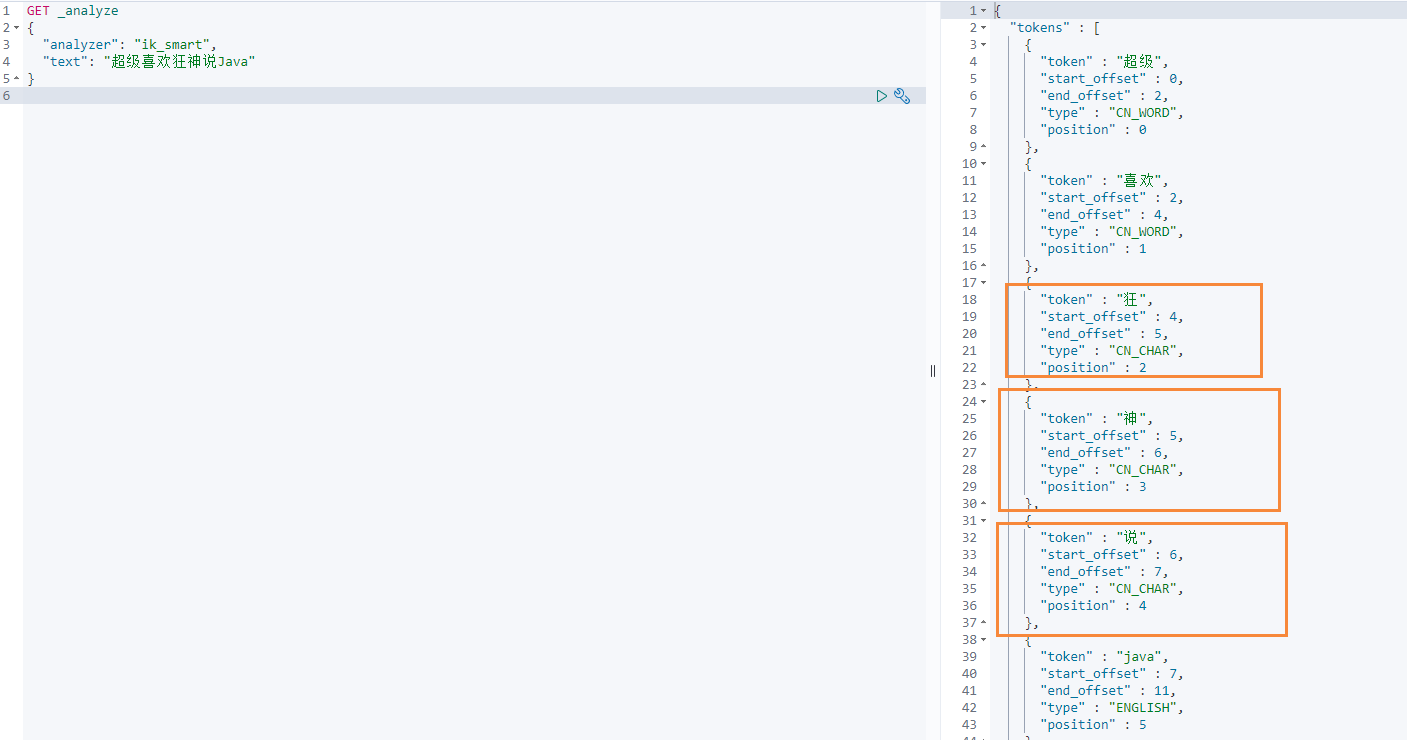 1 GET _analyze
2 {
3 "analyzer": "ik_smart",
4 "text": "超级喜欢狂神说Java"
5 }
6
1 {
2 "tokens" : [
3 {
4 "token" : "超级",
5 "start_offset" : 0,
6 "end_offset" : 2,
7 "type" : "CN_WORD",
8 "position" : 0
9 },
10 {
11 "token" : "喜欢",
12 "start_offset" : 2,
13 "end_offset" : 4,
14 "type" : "CN_WORD",
15 "position" : 1
16 },
17 {
18 "token" : "狂",
19 "start_offset" : 4,
20 "end_offset" : 5,
21 "type" : "CN_CHAR",
22 "position" : 2
23 },
24 {
25 "token" : "神",
26 "start_offset" : 5,
27 "end_offset" : 6,
28 "type" : "CN_CHAR",
29 "position" : 3
30 },
31 {
32 "token" : "说",
33 "start_offset" : 6,
34 "end_offset" : 7,
35 "type" : "CN_CHAR",
36 "position" : 4
37 },
38 {
39 "token" : "java",
40 "start_offset" : 7,
41 "end_offset" : 11,
42 "type" : "ENGLISH",
43 "position" : 5